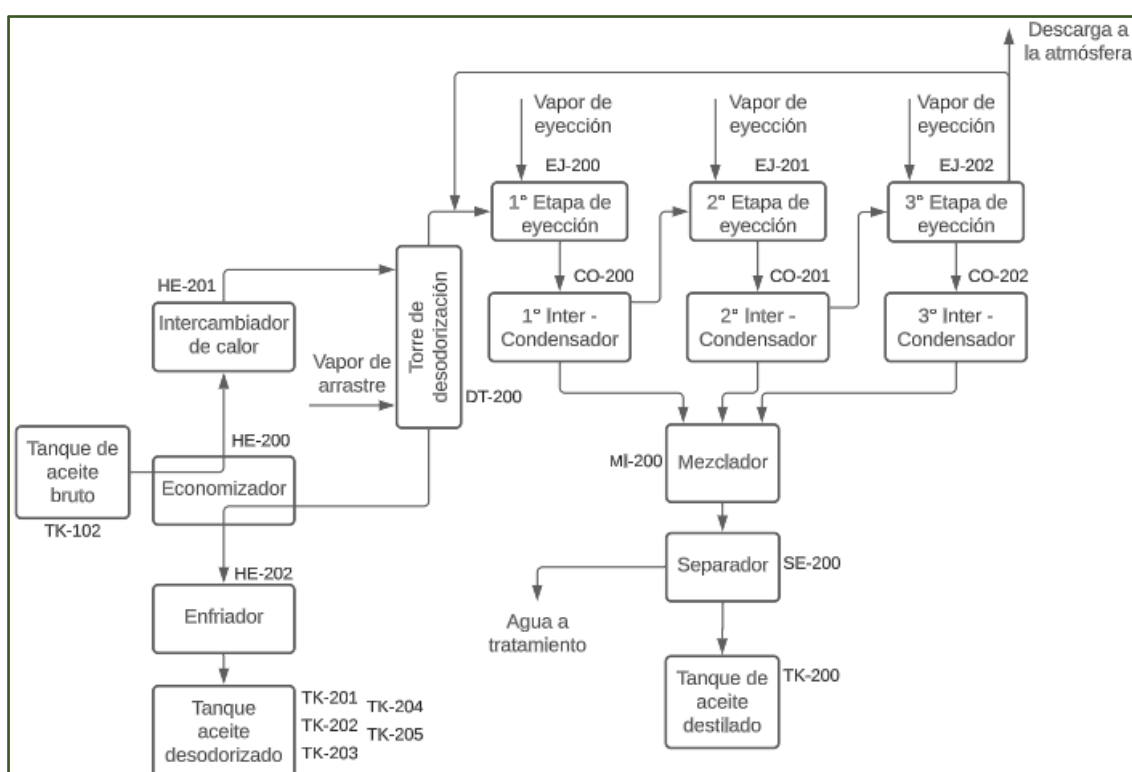 Descarga a
la atmósfera
Vapor de
eyección
Vapor de
eyección
Vapor de
eyección
EJ-200
EJ-201
EJ-202
1° Etapa de
eyección
2° Etapa de
eyección
3° Etapa de
eyección
CO-200
CO-201
CO-202
1° Inter -
Condensador
2° Inter -
Condensador
3° Inter -
Condensador
HE-201
Intercambiador
de calor
Torre de
desodorización
Vapor de
arrastre
DT-200
Tanque de
aceite
bruto
TK-102
HE-200
Economizador
MI-200
Mezclador
HE-202
Enfriador
Separador
SE-200
Agua a
tratamiento
Tanque
aceite
desodorizado
TK-201
TK-202
TK-203
TK-204
TK-205
Tanque de
aceite
destilado
TK-200